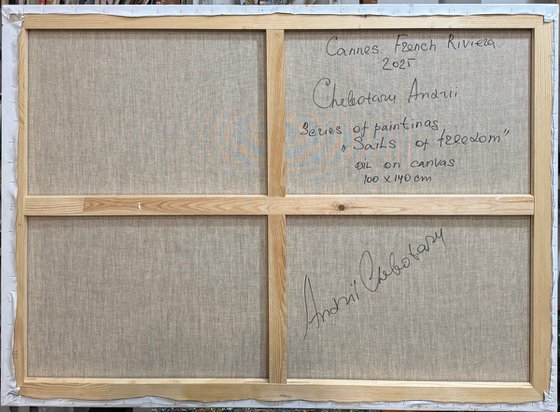 Cannes French Riviera
2025
Chebotaru Andrii
Series of paintings,
„Sails of freedom"
OIL on canvas
100 x 140 cm
Andrii Chebotaru